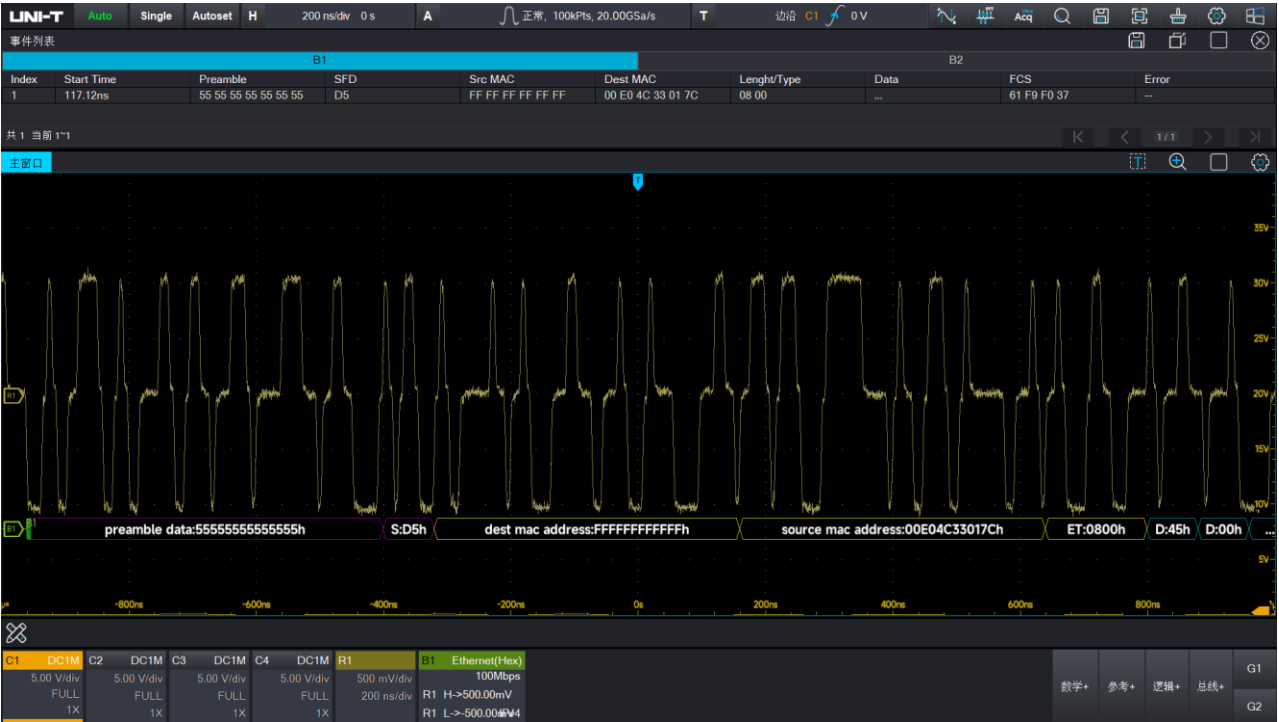 UNI-T Auto Single Autoset H 200 ns/div 0 s A 正常, 100kPts, 20.00GSa/s T 边沿 C1 0 V Acq
事件列表
B1 B2
Index Start Time Preamble SFD Src MAC Dest MAC Lenght/Type Data FCS Error
1 117.12ns 55 55 55 55 55 55 55 D5 FF FF FF FF FF FF 00 E0 4C 33 01 7C 08 00 ... 61 F9 F0 37 --
共 1 当前 1~1 1/1
主窗口 T
T
35V
30V
25V
R1 20V
15V
10V
B1 B1 preamble data:55555555555555h S:D5h dest mac address:FFFFFFFFFFFFh source mac address:00E04C33017Ch ET:0800h D:45h D:00h ...
5V
-800ns -600ns -400ns -200ns 0s 200ns 400ns 600ns 800ns
C1 DC1M C2 DC1M C3 DC1M C4 DC1M R1 B1 Ethernet(Hex) G1
5.00 V/div 5.00 V/div 5.00 V/div 5.00 V/div 500 mV/div 100Mbps
数学+ 参考+ 逻辑+ 总线+
FULL FULL FULL FULL 200 ns/div R1 H->500.00mV
1X 1X 1X 1X R1 L->-500.00 G2